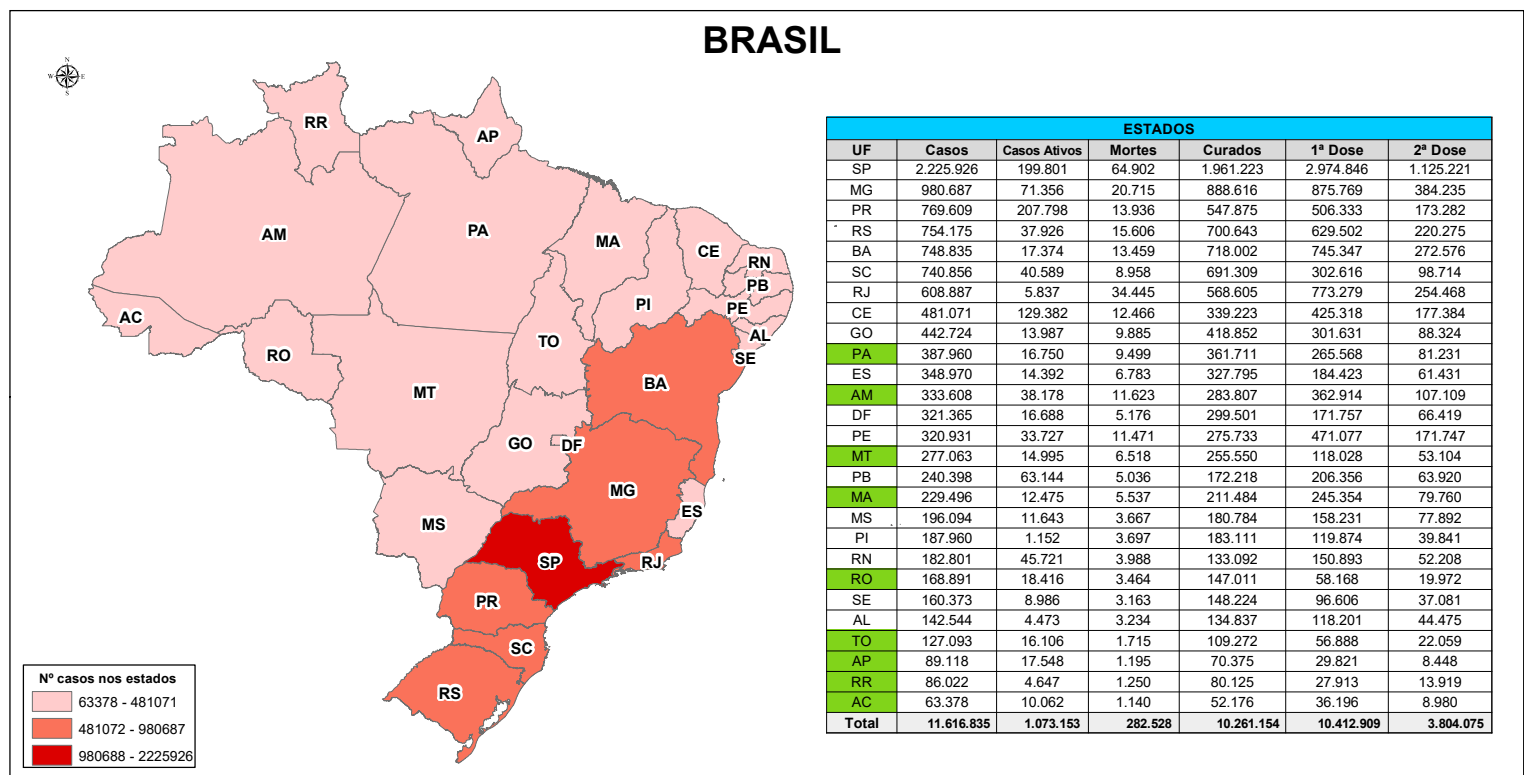 BRASIL
N
W E
S
RR
AP
AM
PA
MA
CE
RN
PB
PI
PE
AC
AL
TO
SE
RO
BA
MT
GO
DF
MG
ES
MS
SP
RJ
PR
SC
RS
Nº casos nos estados
63378 - 481071
481072 - 980687
980688 - 2225926
ESTADOS
UF Casos Casos Ativos Mortes Curados 1ª Dose 2ª Dose
SP 2.225.926 199.801 64.902 1.961.223 2.974.846 1.125.221
MG 980.687 71.356 20.715 888.616 875.769 384.235
PR 769.609 207.798 13.936 547.875 506.333 173.282
RS 754.175 37.926 15.606 700.643 629.502 220.275
BA 748.835 17.374 13.459 718.002 745.347 272.576
SC 740.856 40.589 8.958 691.309 302.616 98.714
RJ 608.887 5.837 34.445 568.605 773.279 254.468
CE 481.071 129.382 12.466 339.223 425.318 177.384
GO 442.724 13.987 9.885 418.852 301.631 88.324
PA 387.960 16.750 9.499 361.711 265.568 81.231
ES 348.970 14.392 6.783 327.795 184.423 61.431
AM 333.608 38.178 11.623 283.807 362.914 107.109
DF 321.365 16.688 5.176 299.501 171.757 66.419
PE 320.931 33.727 11.471 275.733 471.077 171.747
MT 277.063 14.995 6.518 255.550 118.028 53.104
PB 240.398 63.144 5.036 172.218 206.356 63.920
MA 229.496 12.475 5.537 211.484 245.354 79.760
MS 196.094 11.643 3.667 180.784 158.231 77.892
PI 187.960 1.152 3.697 183.111 119.874 39.841
RN 182.801 45.721 3.988 133.092 150.893 52.208
RO 168.891 18.416 3.464 147.011 58.168 19.972
SE 160.373 8.986 3.163 148.224 96.606 37.081
AL 142.544 4.473 3.234 134.837 118.201 44.475
TO 127.093 16.106 1.715 109.272 56.888 22.059
AP 89.118 17.548 1.195 70.375 29.821 8.448
RR 86.022 4.647 1.250 80.125 27.913 13.919
AC 63.378 10.062 1.140 52.176 36.196 8.980
Total 11.616.835 1.073.153 282.528 10.261.154 10.412.909 3.804.075